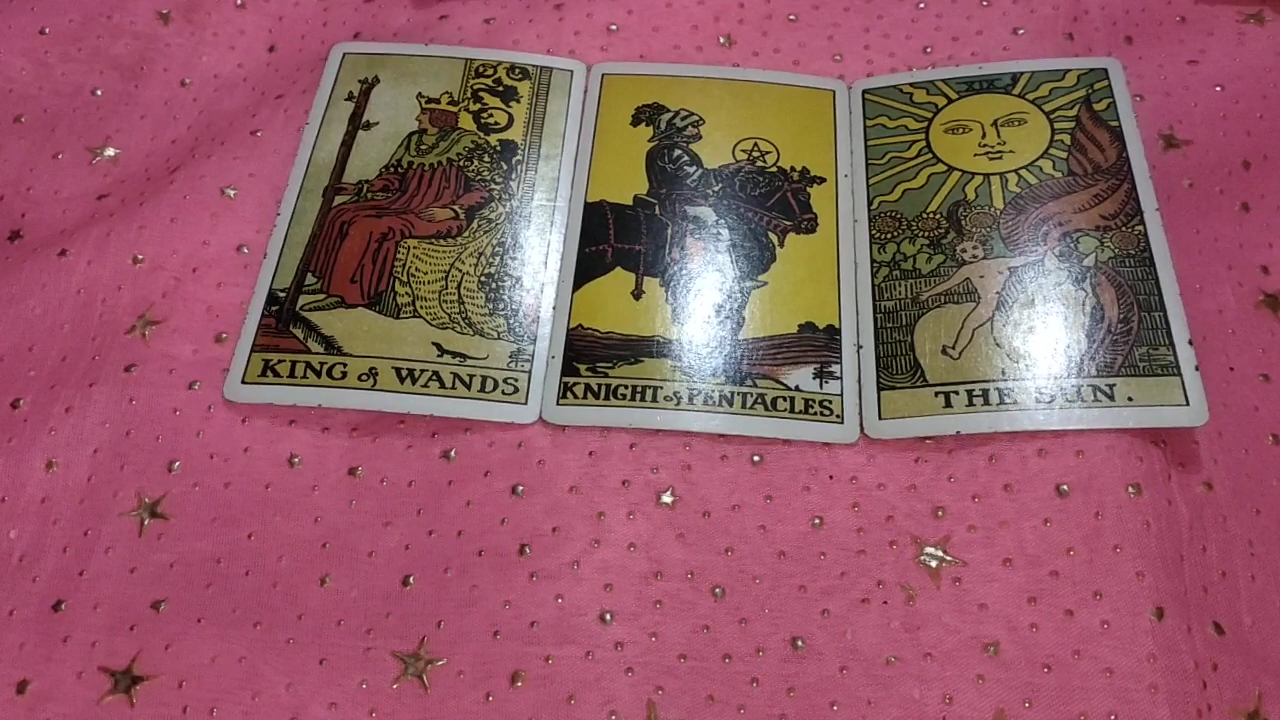 KING of WANDS
KNIGHT of PENTACLES.
XIX.
THE SUN.